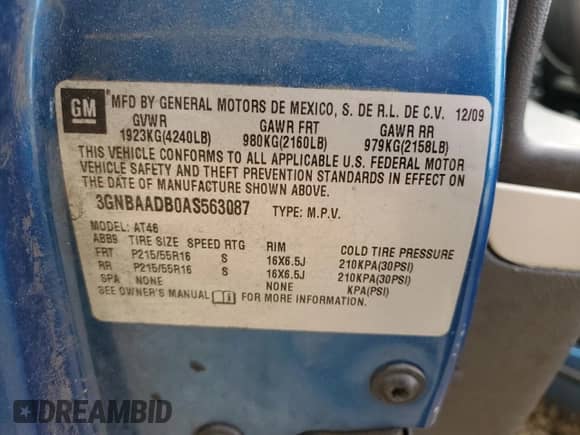 GM
MFD BY GENERAL MOTORS DE MEXICO, S. DE R.L. DE C.V. 12/09
GVWR GAWR FRT GAWR RR
1923KG(4240LB) 980KG(2160LB) 979KG(2158LB)
THIS VEHICLE CONFORMS TO ALL APPLICABLE U.S. FEDERAL MOTOR
VEHICLE SAFETY AND THEFT PREVENTION STANDARDS IN EFFECT ON
THE DATE OF MANUFACTURE SHOWN ABOVE.
3GNBAADB0AS563087 TYPE: M.P.V.
MODEL: AT46
ABB9 TIRE SIZE SPEED RTG RIM COLD TIRE PRESSURE
FRT P215/55R16 S 16X6.5J 210KPA(30PSI)
RR P215/55R16 S 16X6.5J 210KPA(30PSI)
SPA NONE NONE KPA(PSI)
SEE OWNER'S MANUAL FOR MORE INFORMATION.
DREAMBID